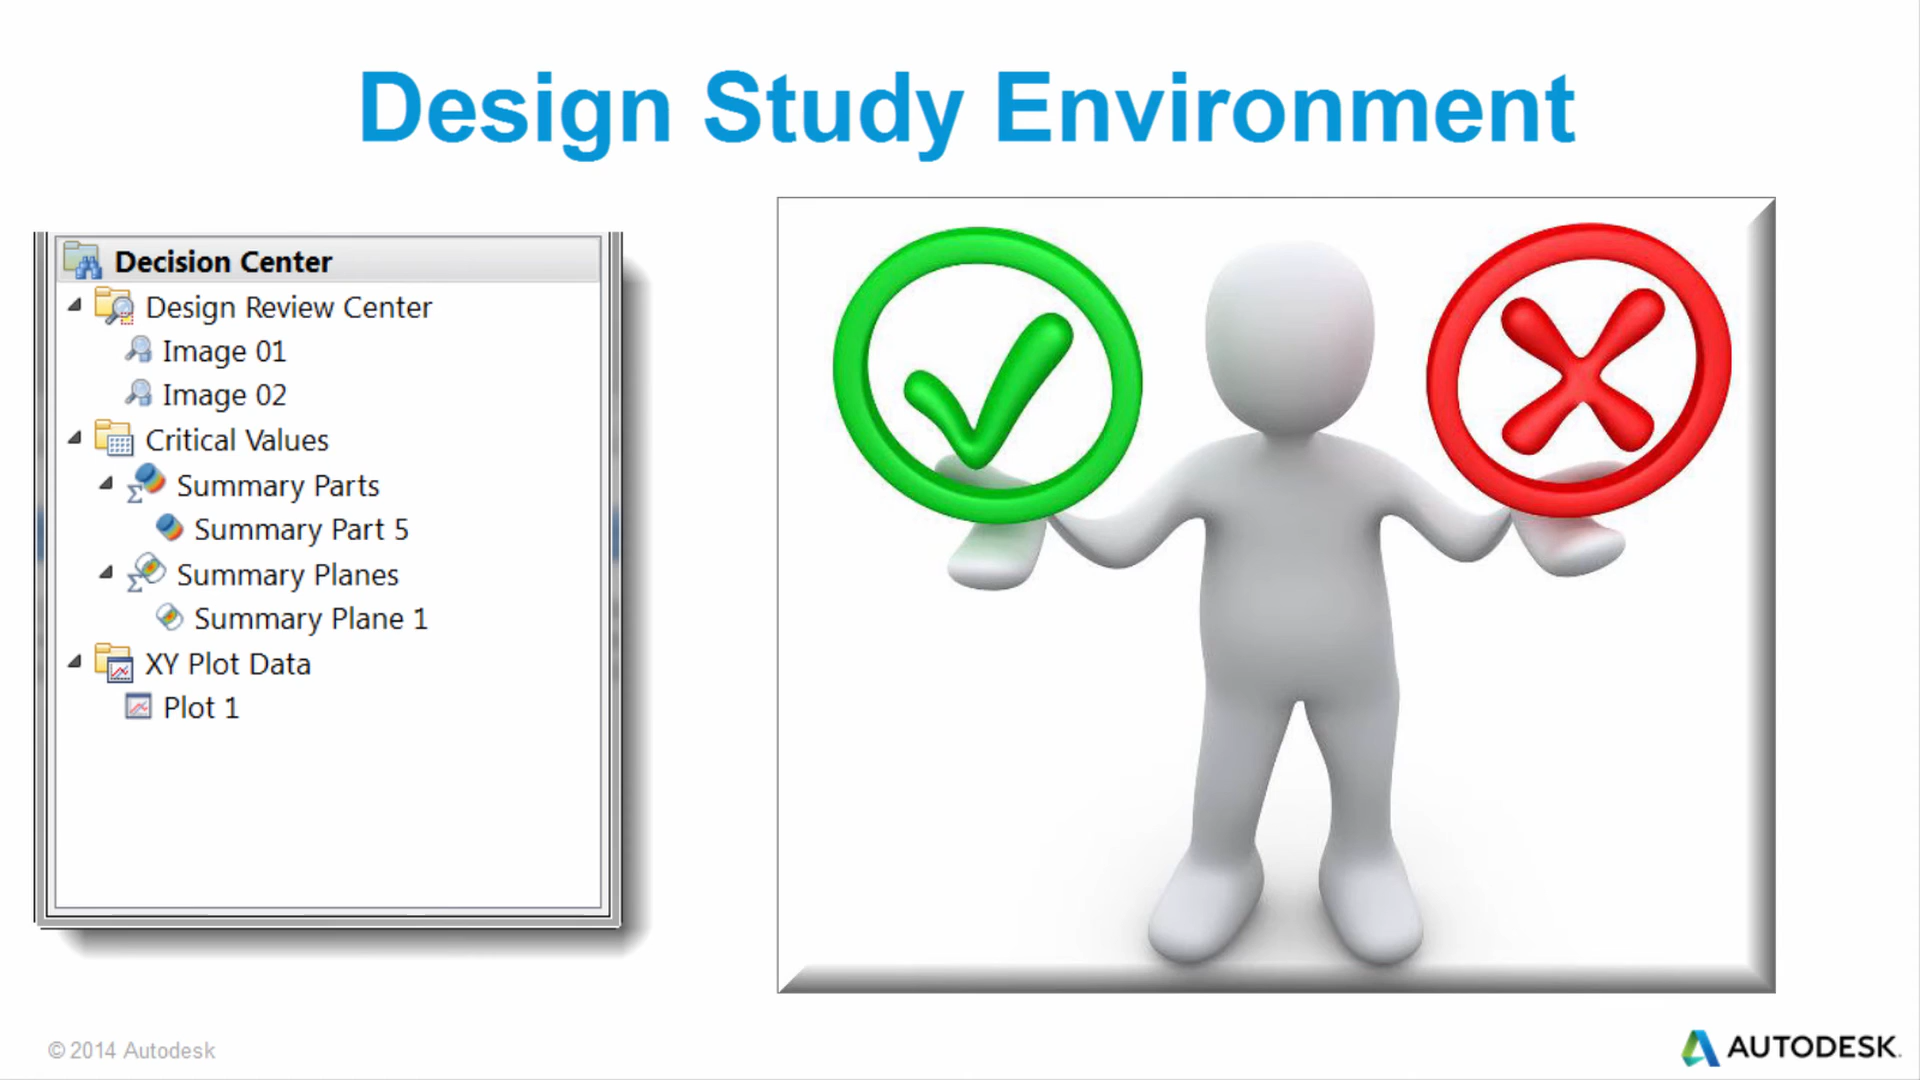 Design Study Environment
Decision Center
Design Review Center
Image 01
Image 02
Critical Values
Summary Parts
Summary Part 5
Summary Planes
Summary Plane 1
XY Plot Data
Plot 1
© 2014 Autodesk
AUTODESK.